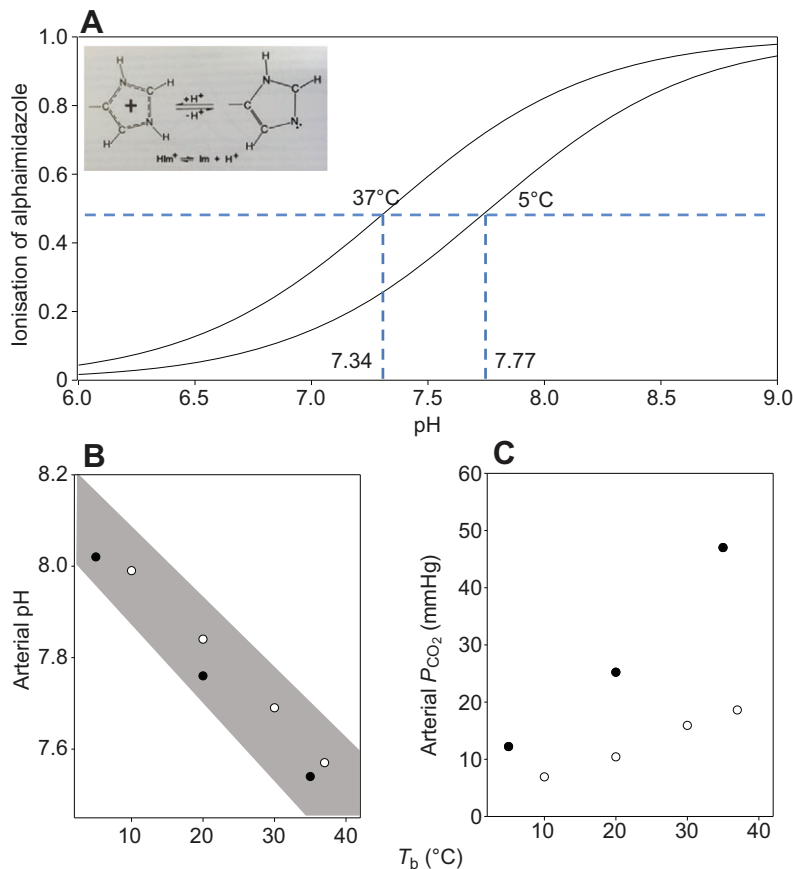 A
1.0
0.8
0.6
0.4
0.2
0
Ionisation of alphaimidazole
H
N
C
H
+
C
C
N
H
H
+H⁺
-H⁺
H
N
C
H
C
C
N:
H
HIm⁺ ⇌ Im + H⁺
37°C
5°C
7.34
7.77
6.0 6.5 7.0 7.5 8.0 8.5 9.0
pH
B
8.2
8.0
7.8
7.6
Arterial pH
10 20 30 40
C
60
50
40
30
20
10
0
Arterial PCO₂ (mmHg)
0 10 20 30 40
Tb (°C)